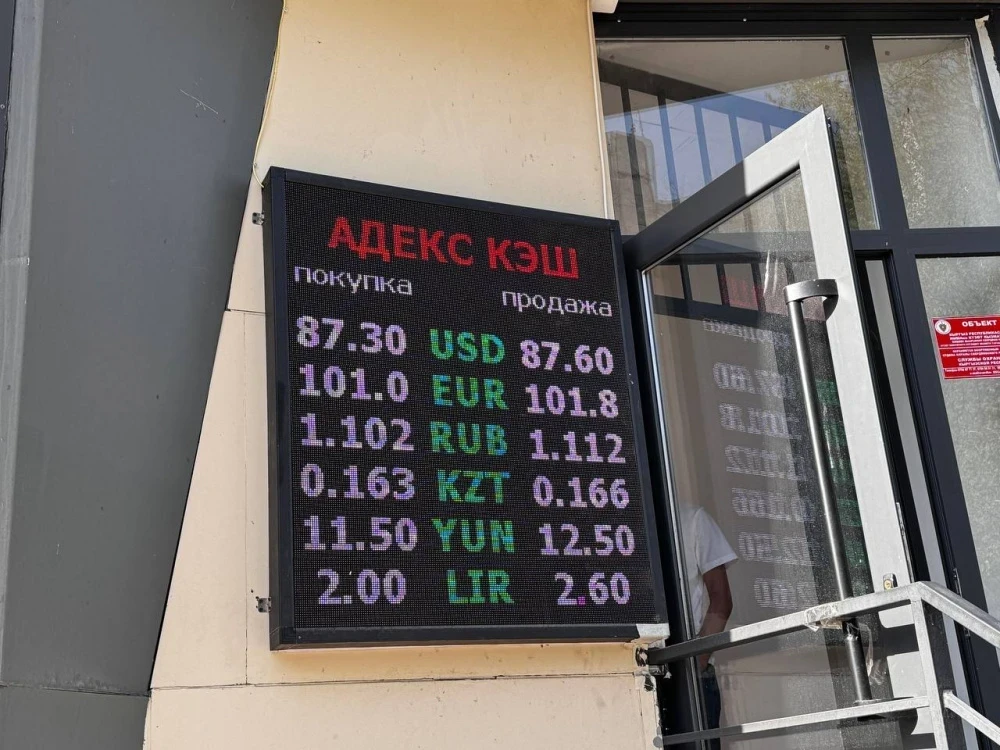 АДЕКС КЭШ
покупка продажа
87.30 USD 87.60
101.0 EUR 101.8
1.102 RUB 1.112
0.163 KZT 0.166
11.50 YUN 12.50
2.00 LIR 2.60
ОБЪЕКТ